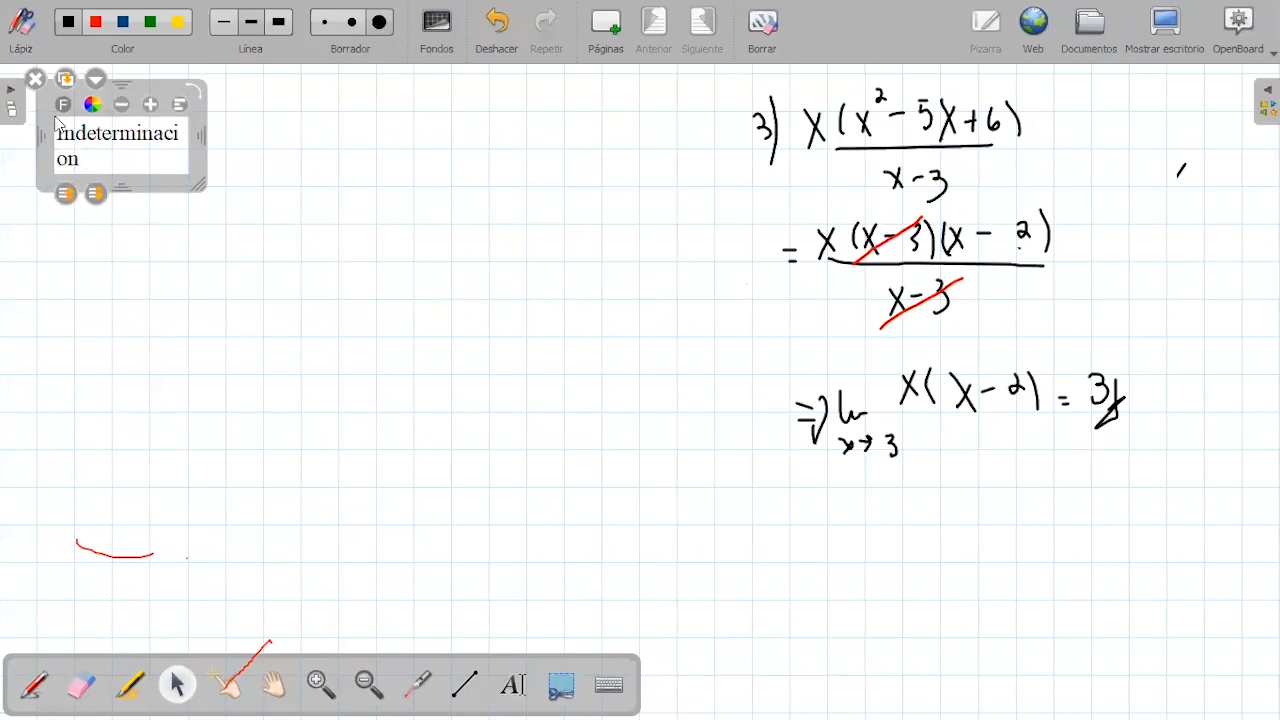 Lápiz
Color
Línea
Borrador
Fondos
Deshacer
Repetir
Páginas
Anterior
Siguiente
Borrar
Pizarra
Web
Documentos
Mostrar escritorio
OpenBoard
F
indeterminaci
on
3) x(x² - 5x + 6)
x - 3
= x (x - 3)(x - 2)
x - 3
⇒ lim x(x - 2) = 3
x → 3
AI